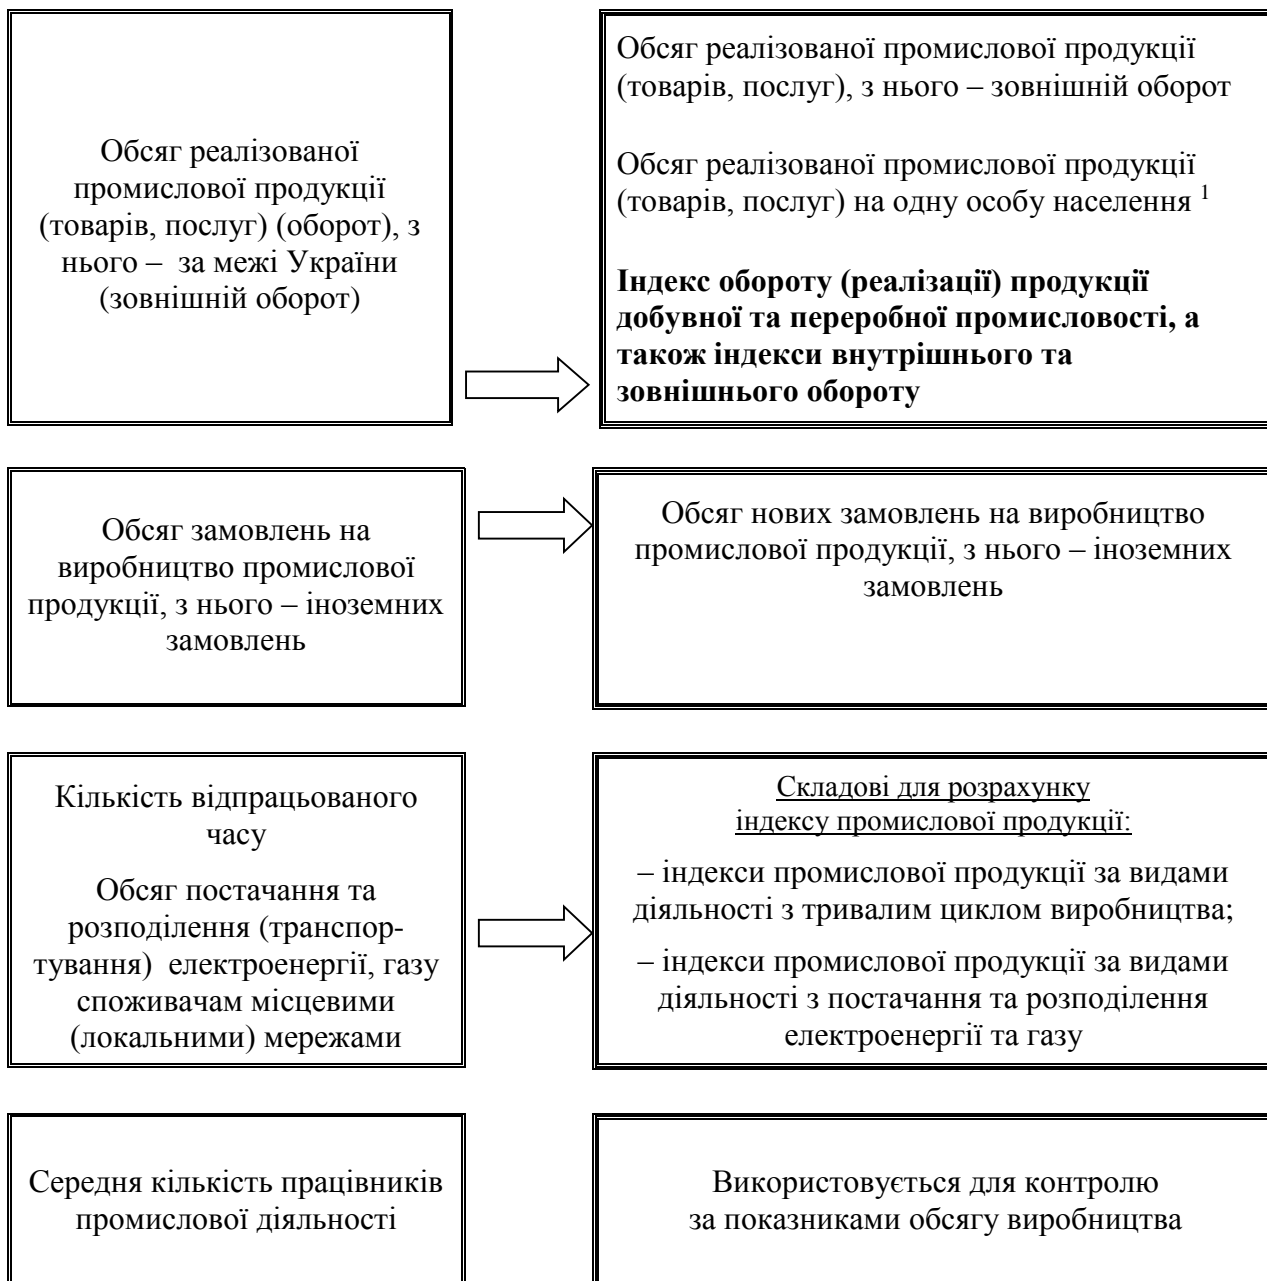 Обсяг реалізованої
промислової продукції
(товарів, послуг) (оборот), з
нього – за межі України
(зовнішній оборот)
Обсяг реалізованої промислової продукції
(товарів, послуг), з нього – зовнішній оборот
Обсяг реалізованої промислової продукції
(товарів, послуг) на одну особу населення ¹
Індекс обороту (реалізації) продукції
добувної та переробної промисловості, а
також індекси внутрішнього та
зовнішнього обороту
Обсяг замовлень на
виробництво промислової
продукції, з нього – іноземних
замовлень
Обсяг нових замовлень на виробництво
промислової продукції, з нього – іноземних
замовлень
Кількість відпрацьованого
часу
Обсяг постачання та
розподілення (транспор-
тування) електроенергії, газу
споживачам місцевими
(локальними) мережами
Складові для розрахунку
індексу промислової продукції:
– індекси промислової продукції за видами
діяльності з тривалим циклом виробництва;
– індекси промислової продукції за видами
діяльності з постачання та розподілення
електроенергії та газу
Середня кількість працівників
промислової діяльності
Використовується для контролю
за показниками обсягу виробництва